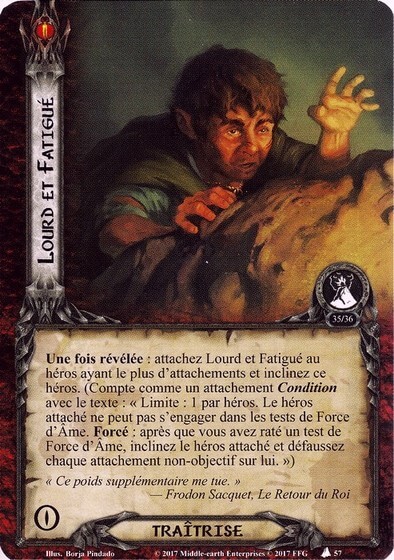 LOURD ET FATIGUÉ
35/36
Une fois révélée : attachez Lourd et Fatigué au
héros ayant le plus d'attachements et inclinez ce
héros. (Compte comme un attachement Condition
avec le texte : « Limite : 1 par héros. Le héros
attaché ne peut pas s'engager dans les tests de Force
d'Âme. Forcé : après que vous avez raté un test de
Force d'Âme, inclinez le héros attaché et défaussez
chaque attachement non-objectif sur lui. »)
« Ce poids supplémentaire me tue. »
— Frodon Sacquet, Le Retour du Roi
TRAÎTRISE
Illus. Borja Pindado
© 2017 Middle-earth Enterprises © 2017 FFG
57